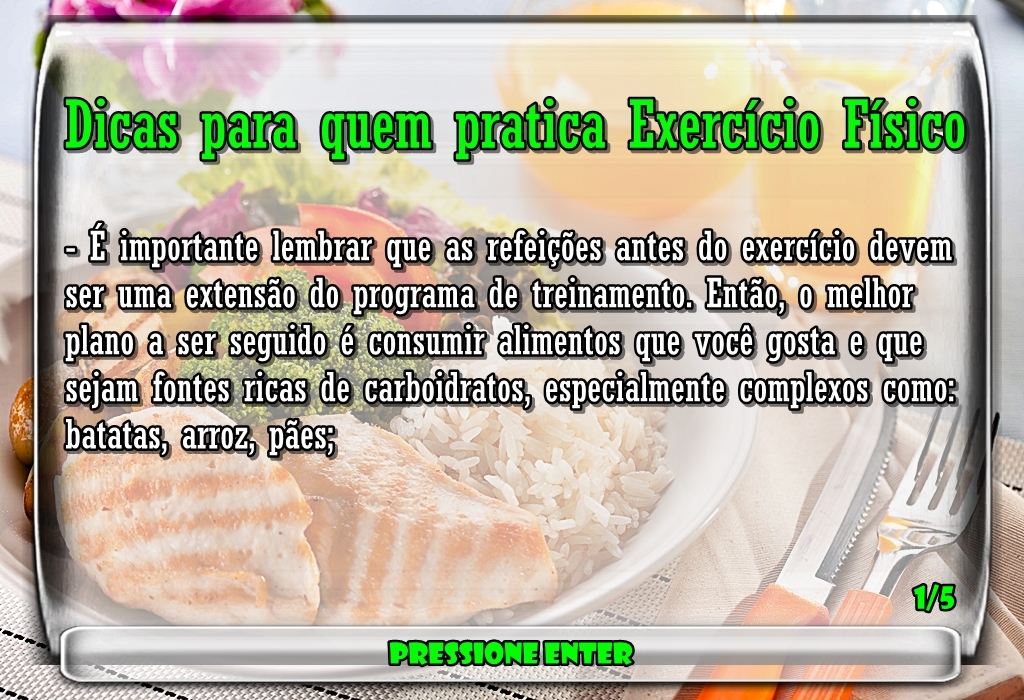 Dicas para quem pratica Exercício Físico
- É importante lembrar que as refeições antes do exercício devem
ser uma extensão do programa de treinamento. Então, o melhor
plano a ser seguido é consumir alimentos que você gosta e que
sejam fontes ricas de carboidratos, especialmente complexos como:
batatas, arroz, pães;
1/5
PRESSIONE ENTER